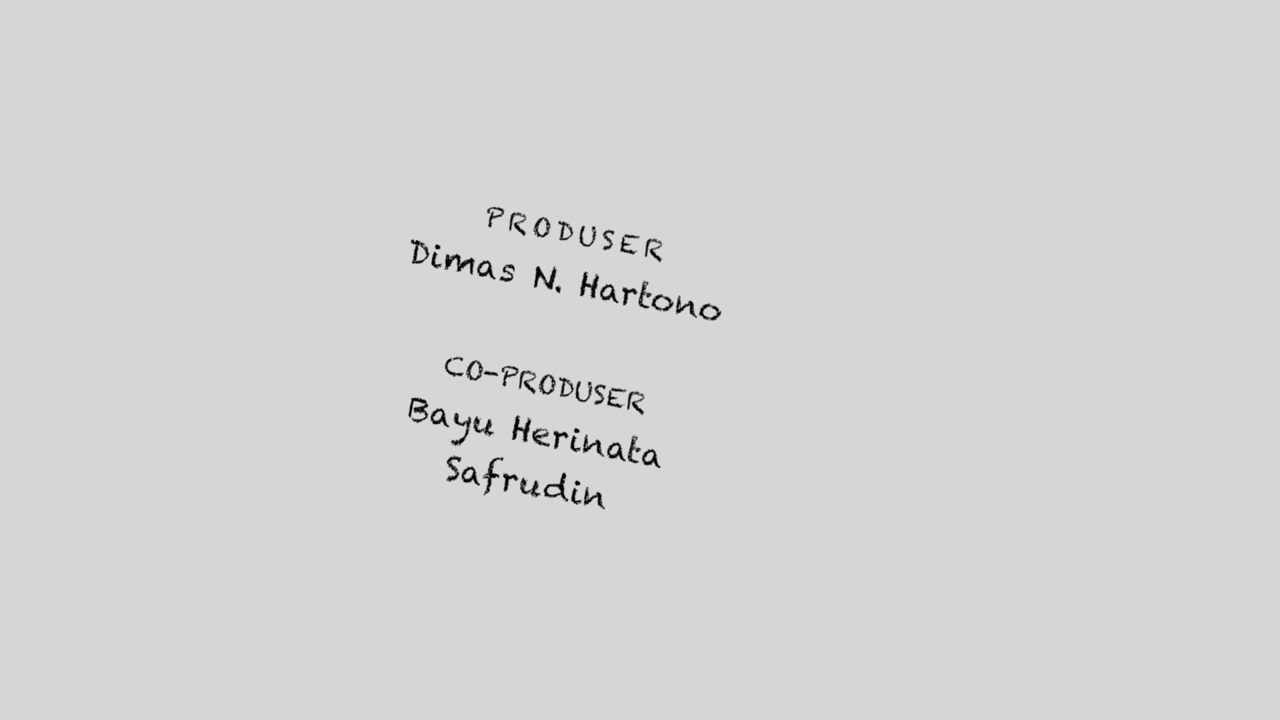 PRODUSER
Dimas N. Hartono
CO-PRODUSER
Bayu Herinata
Safrudin